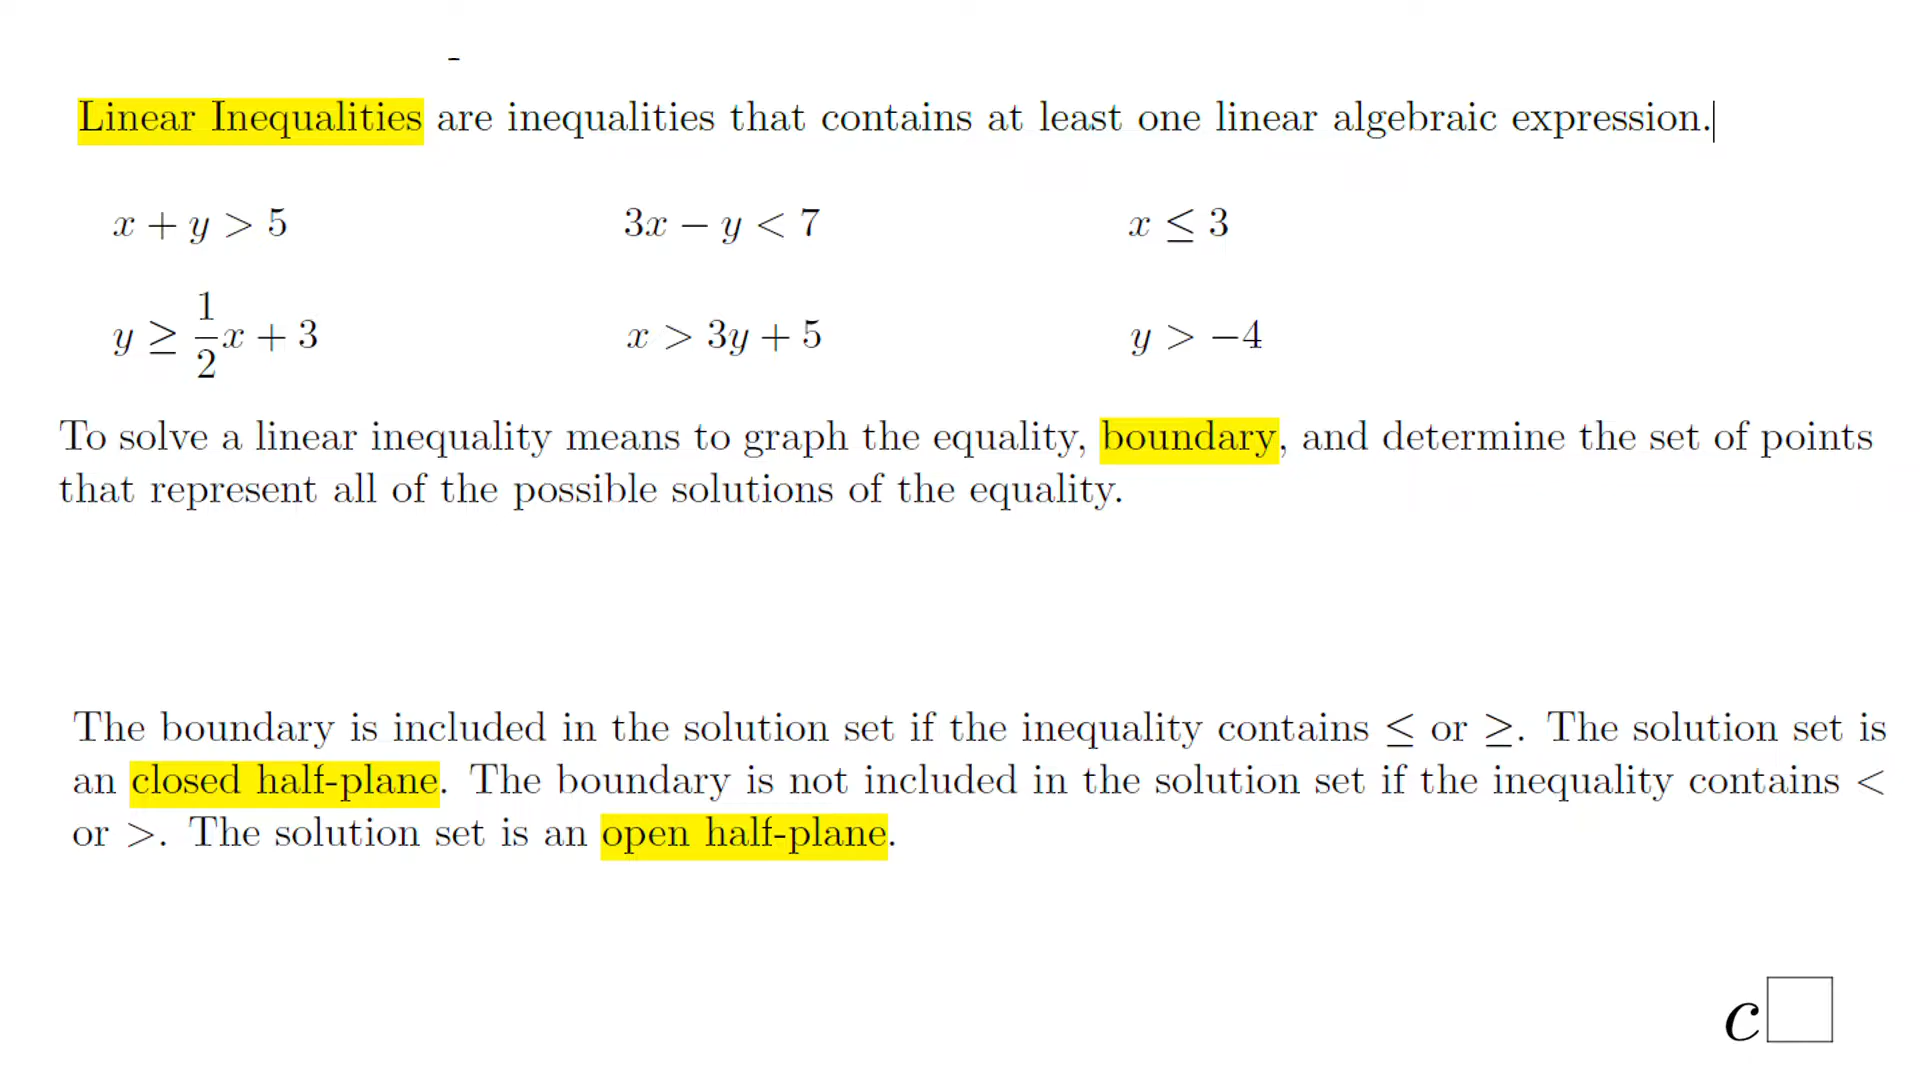 Linear Inequalities are inequalities that contains at least one linear algebraic expression.
x + y > 5 3x − y < 7 x ≤ 3
y ≥ 1/2 x + 3 x > 3y + 5 y > −4
To solve a linear inequality means to graph the equality, boundary, and determine the set of points
that represent all of the possible solutions of the equality.
The boundary is included in the solution set if the inequality contains ≤ or ≥. The solution set is
an closed half-plane. The boundary is not included in the solution set if the inequality contains <
or >. The solution set is an open half-plane.
c